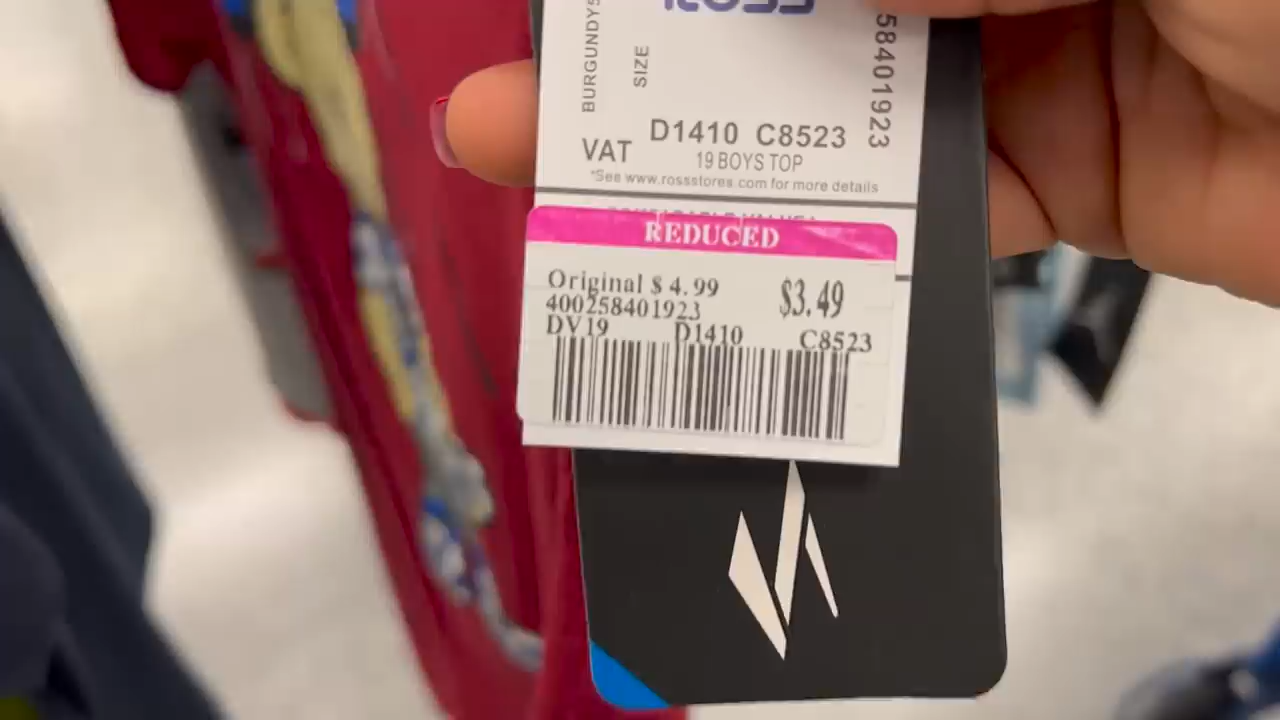 ROSS
BURGUNDYS
SIZE
58401923
D1410 C8523
VAT
19 BOYS TOP
*See www.rossstores.com for more details
REDUCED
Original $ 4.99
$3.49
400258401923
DV19 D1410 C8523